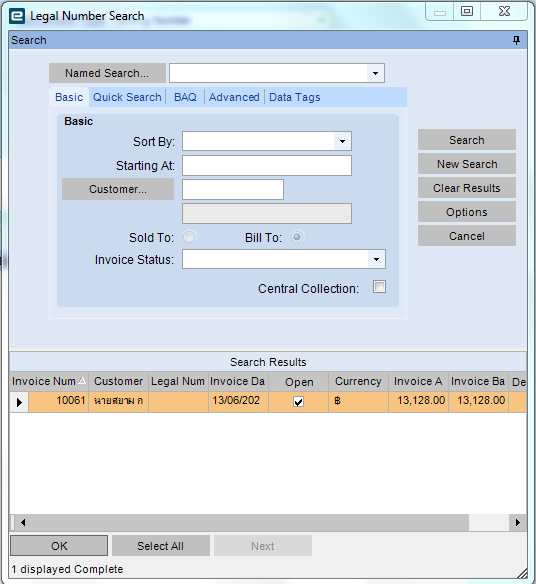 Legal Number Search
Search
Named Search...
Basic Quick Search BAQ Advanced Data Tags
Basic
Sort By:
Starting At:
Customer...
Sold To: Bill To:
Invoice Status:
Central Collection:
Search
New Search
Clear Results
Options
Cancel
Search Results
Invoice Num Customer Legal Num Invoice Da Open Currency Invoice A Invoice Ba De
10061 นายสยาม ก 13/06/202 ฿ 13,128.00 13,128.00
OK Select All Next
1 displayed Complete